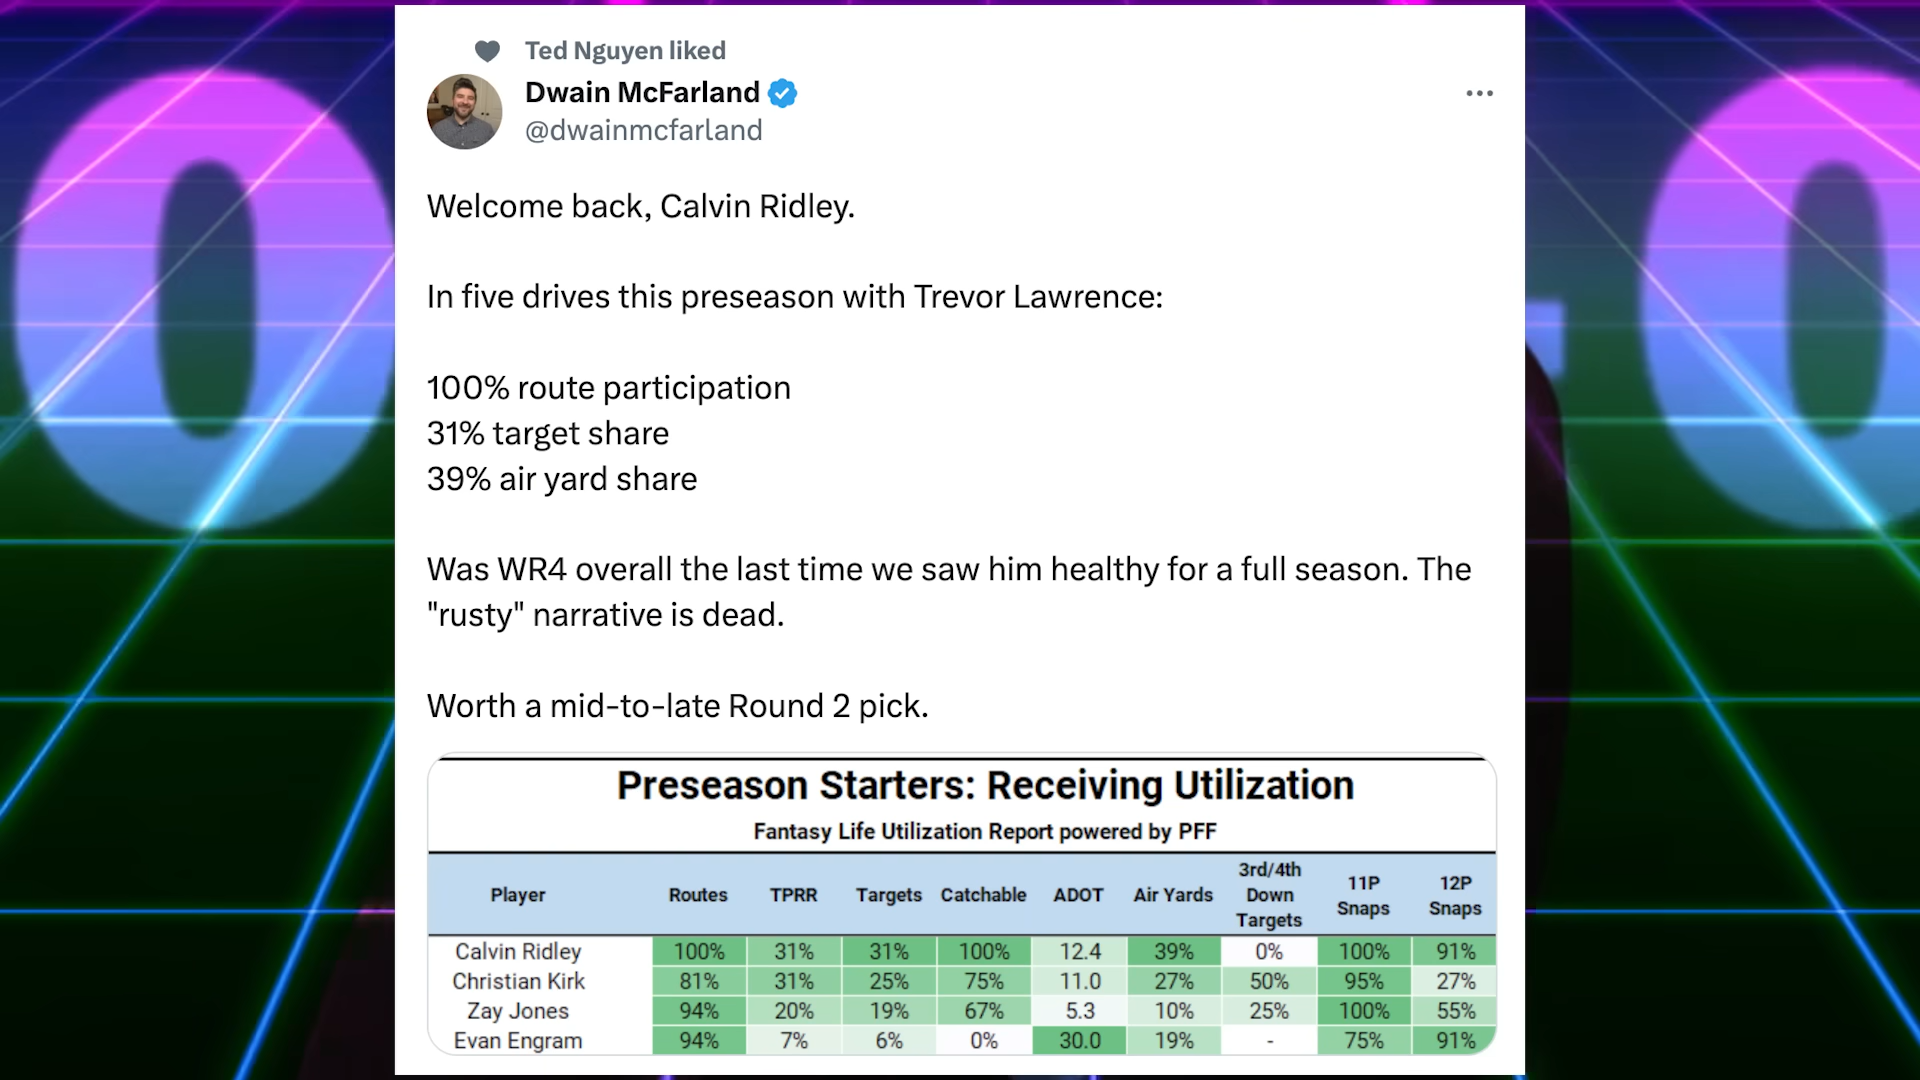 Ted Nguyen liked
Dwain McFarland
@dwainmcfarland
Welcome back, Calvin Ridley.
In five drives this preseason with Trevor Lawrence:
100% route participation
31% target share
39% air yard share
Was WR4 overall the last time we saw him healthy for a full season. The
"rusty" narrative is dead.
Worth a mid-to-late Round 2 pick.
Preseason Starters: Receiving Utilization
Fantasy Life Utilization Report powered by PFF
Player Routes TPRR Targets Catchable ADOT Air Yards 3rd/4th Down Targets 11P Snaps 12P Snaps
Calvin Ridley 100% 31% 31% 100% 12.4 39% 0% 100% 91%
Christian Kirk 81% 31% 25% 75% 11.0 27% 50% 95% 27%
Zay Jones 94% 20% 19% 67% 5.3 10% 25% 100% 55%
Evan Engram 94% 7% 6% 0% 30.0 19% - 75% 91%